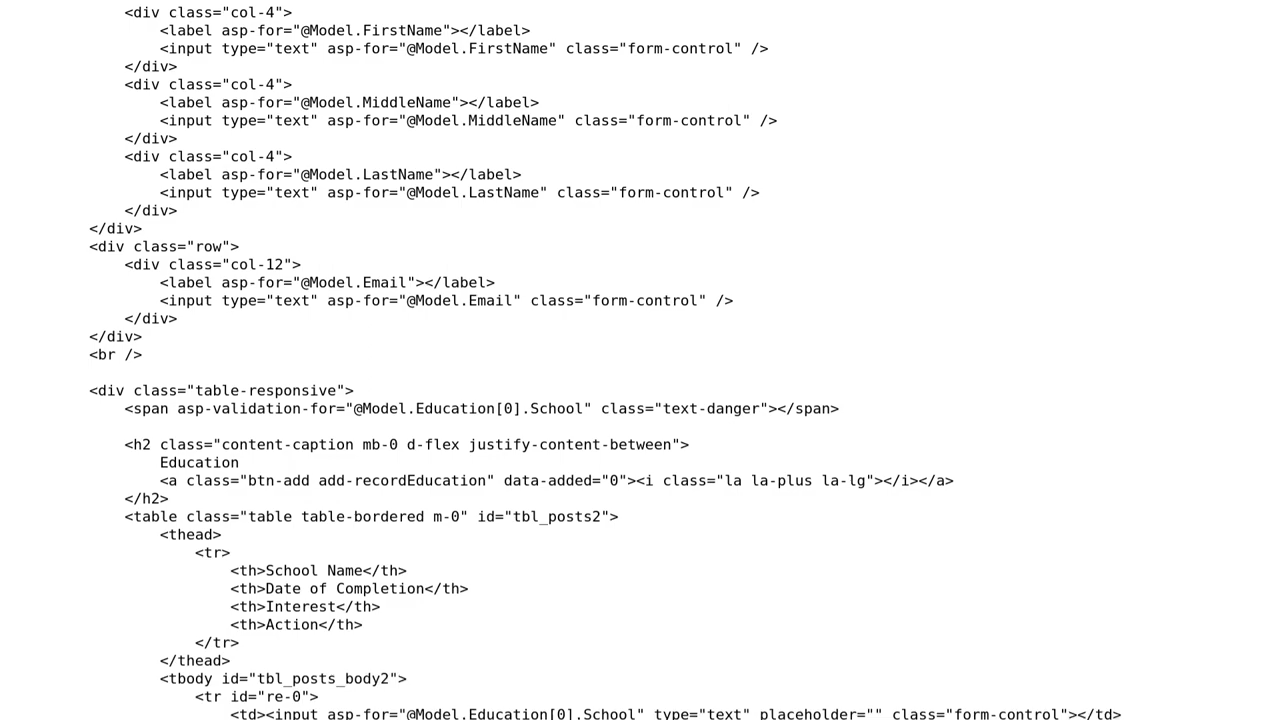 <div class="col-4">
<label asp-for="@Model.FirstName"></label>
<input type="text" asp-for="@Model.FirstName" class="form-control" />
</div>
<div class="col-4">
<label asp-for="@Model.MiddleName"></label>
<input type="text" asp-for="@Model.MiddleName" class="form-control" />
</div>
<div class="col-4">
<label asp-for="@Model.LastName"></label>
<input type="text" asp-for="@Model.LastName" class="form-control" />
</div>
</div>
<div class="row">
<div class="col-12">
<label asp-for="@Model.Email"></label>
<input type="text" asp-for="@Model.Email" class="form-control" />
</div>
</div>
<br />
<div class="table-responsive">
<span asp-validation-for="@Model.Education[0].School" class="text-danger"></span>
<h2 class="content-caption mb-0 d-flex justify-content-between">
Education
<a class="btn-add add-recordEducation" data-added="0"><i class="la la-plus la-lg"></i></a>
</h2>
<table class="table table-bordered m-0" id="tbl_posts2">
<thead>
<tr>
<th>School Name</th>
<th>Date of Completion</th>
<th>Interest</th>
<th>Action</th>
</tr>
</thead>
<tbody id="tbl_posts_body2">
<tr id="re-0">
<td><input asp-for="@Model.Education[0].School" type="text" placeholder="" class="form-control"></td>